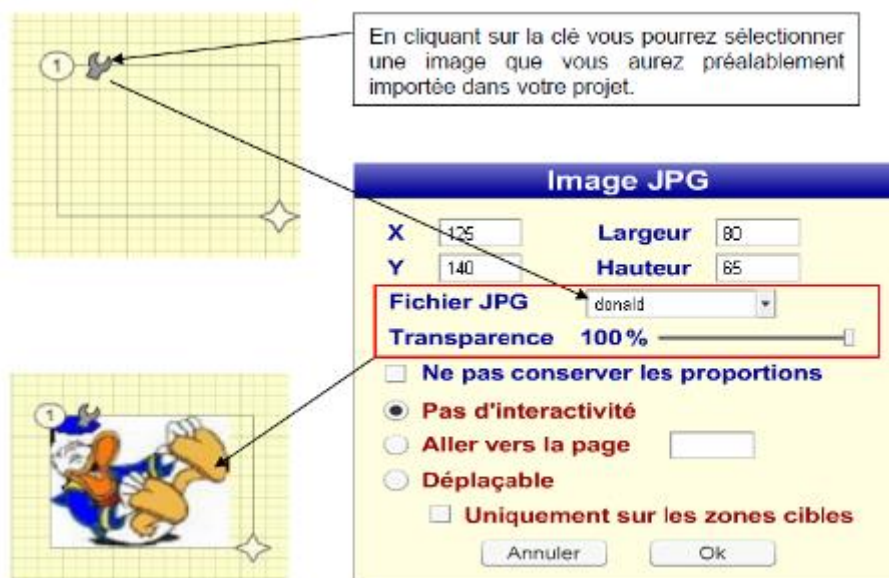 En cliquant sur la clé vous pourrez sélectionner
une image que vous aurez préalablement
importée dans votre projet.
1
Image JPG
X 125 Largeur 80
Y 140 Hauteur 65
Fichier JPG donald
Transparence 100%
Ne pas conserver les proportions
Pas d'interactivité
Aller vers la page
Déplaçable
Uniquement sur les zones cibles
Annuler Ok
1